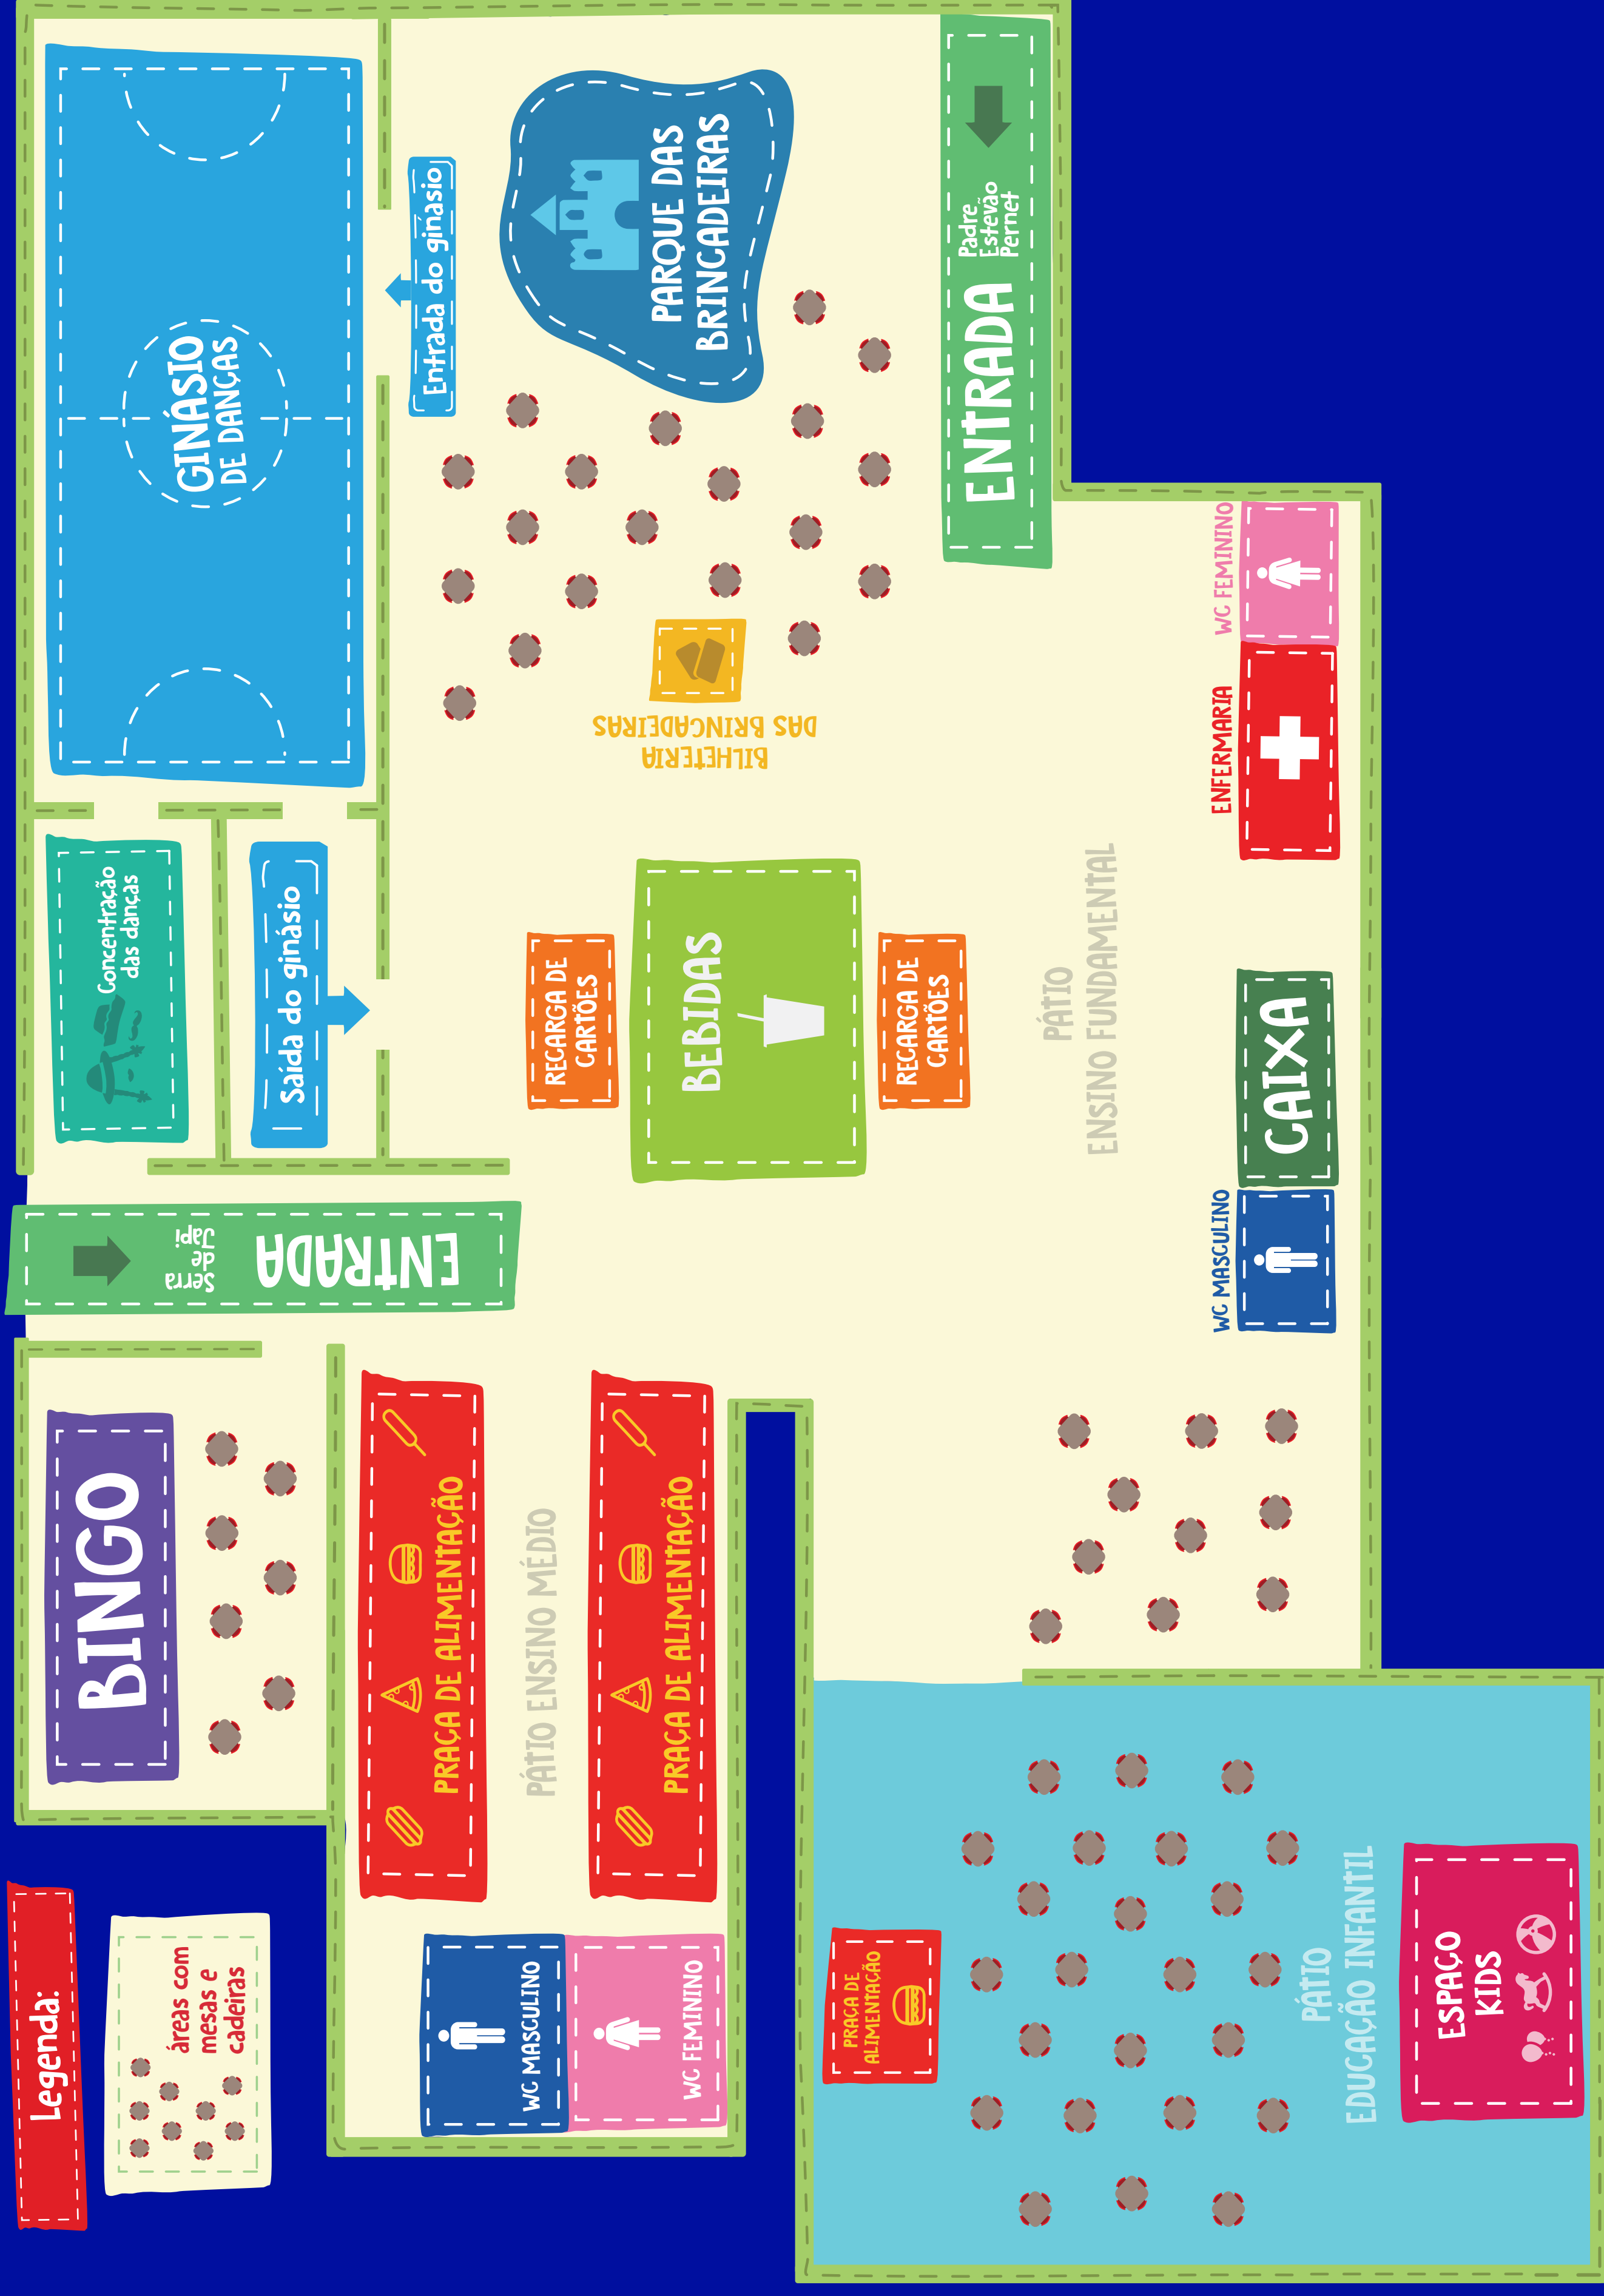 GINÁSIO
DE DANÇAS
Entrada do ginásio
PARQUE DAS
BRINCADEIRAS
ENTRADA
Padre
Estevão
Pernet
WC FEMININO
ENFERMARIA
BILHETERIA
DAS BRINCADEIRAS
Concentração
das danças
Saída do ginásio
RECARGA DE
CARTÕES
BEBIDAS
RECARGA DE
CARTÕES
PÁTIO
ENSINO FUNDAMENTAL
CAIXA
WC MASCULINO
ENTRADA
Serra
de
Japi
BINGO
PRAÇA DE ALIMENTAÇÃO
PÁTIO ENSINO MÉDIO
PRAÇA DE ALIMENTAÇÃO
WC MASCULINO
WC FEMININO
PRAÇA DE
ALIMENTAÇÃO
PÁTIO
EDUCAÇÃO INFANTIL
ESPAÇO
KIDS
Legenda:
áreas com
mesas e
cadeiras